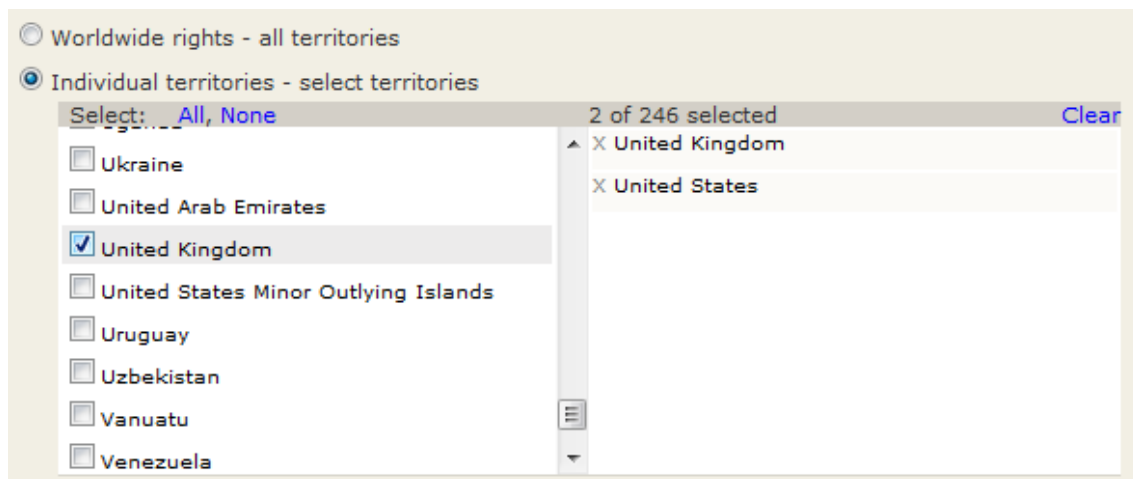 Worldwide rights - all territories
Individual territories - select territories
Select: All, None 2 of 246 selected Clear
Ukraine
United Arab Emirates
United Kingdom
United States Minor Outlying Islands
Uruguay
Uzbekistan
Vanuatu
Venezuela
X United Kingdom
X United States